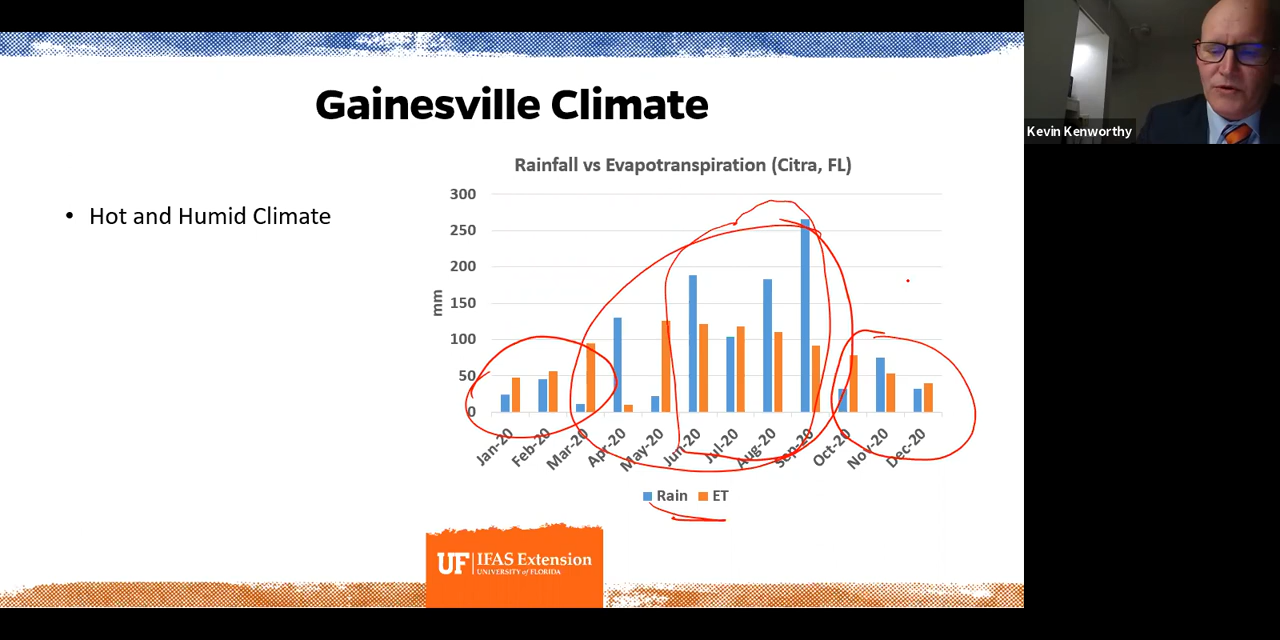 Gainesville Climate
Kevin Kenworthy
Rainfall vs Evapotranspiration (Citra, FL)
• Hot and Humid Climate
300
250
200
150
100
50
0
mm
Jan-20
Feb-20
Mar-20
Apr-20
May-20
Jun-20
Jul-20
Aug-20
Sep-20
Oct-20
Nov-20
Dec-20
Rain ET
UF IFAS Extension
UNIVERSITY of FLORIDA